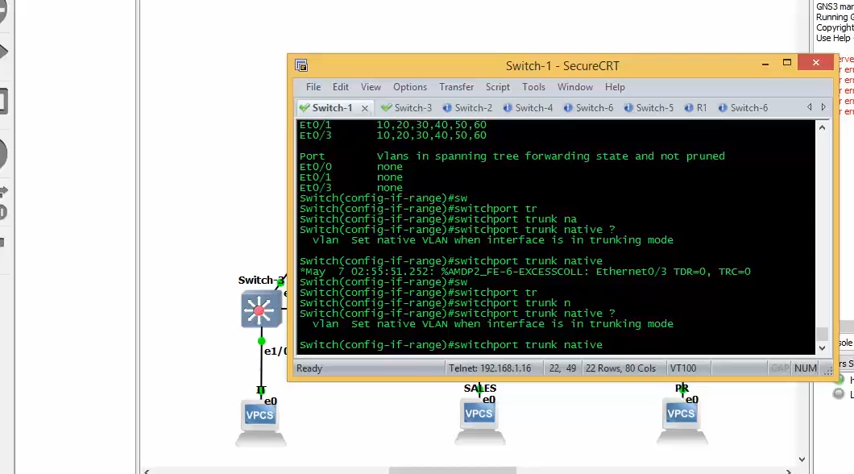 GNS3 mar
Running G
Copyright
Use Help
Switch-1 - SecureCRT
File Edit View Options Transfer Script Tools Window Help
Switch-1 Switch-3 Switch-2 Switch-4 Switch-6 Switch-5 R1 Switch-6
Et0/1 10,20,30,40,50,60
Et0/3 10,20,30,40,50,60
Port Vlans in spanning tree forwarding state and not pruned
Et0/0 none
Et0/1 none
Et0/3 none
Switch(config-if-range)#sw
Switch(config-if-range)#switchport tr
Switch(config-if-range)#switchport trunk na
Switch(config-if-range)#switchport trunk native ?
vlan Set native VLAN when interface is in trunking mode
Switch(config-if-range)#switchport trunk native
*May 7 02:55:51.252: %AMDP2_FE-6-EXCESSCOLL: Ethernet0/3 TDR=0, TRC=0
Switch(config-if-range)#sw
Switch(config-if-range)#switchport tr
Switch(config-if-range)#switchport trunk n
Switch(config-if-range)#switchport trunk native ?
vlan Set native VLAN when interface is in trunking mode
Switch(config-if-range)#switchport trunk native
Ready Telnet: 192.168.1.16 22, 49 22 Rows, 80 Cols VT100 CAP NUM
Switch-3
e1/0
IT
e0
VPCS
SALES
e0
VPCS
PR
e0
VPCS